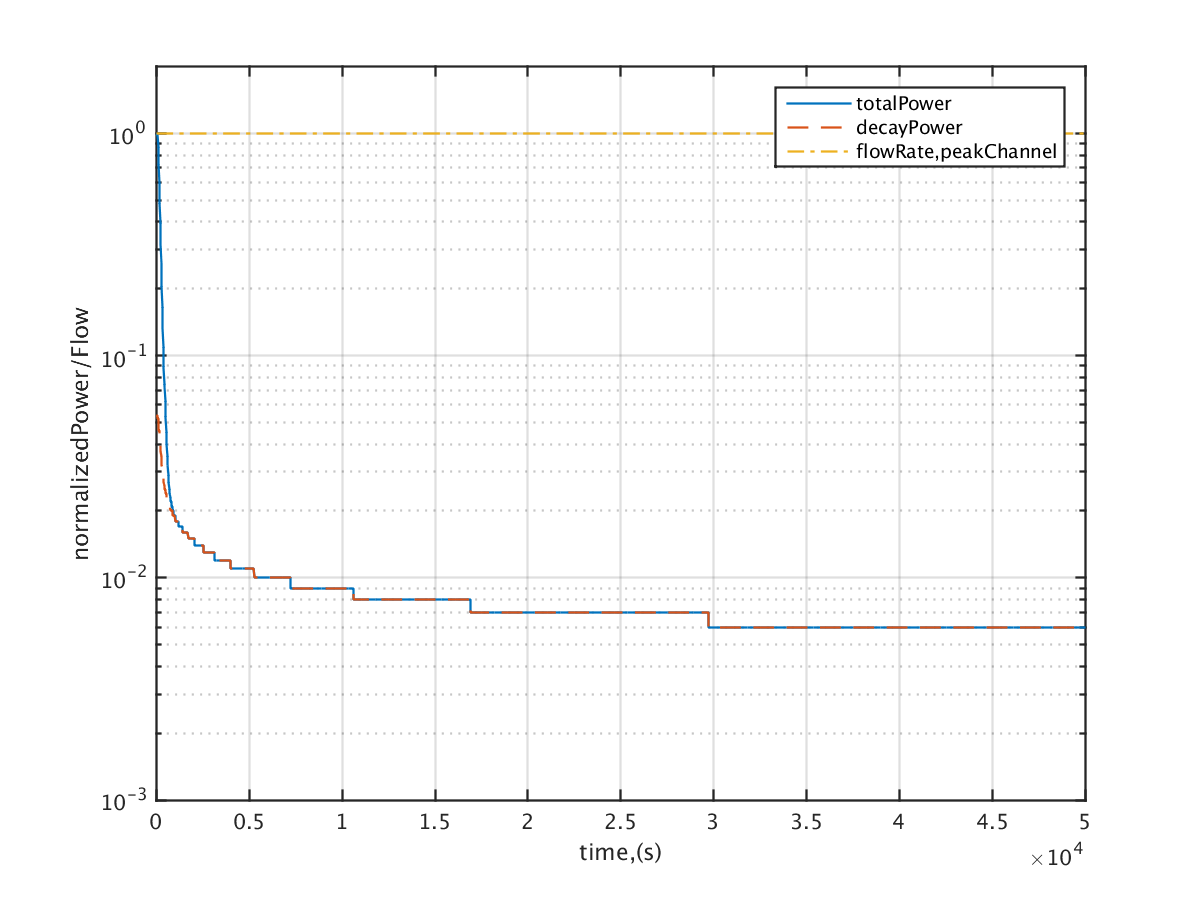 totalPower
decayPower
flowRate,peakChannel
normalizedPower/Flow
10^0
10^-1
10^-2
10^-3
0 0.5 1 1.5 2 2.5 3 3.5 4 4.5 5
time,(s)
×10^4